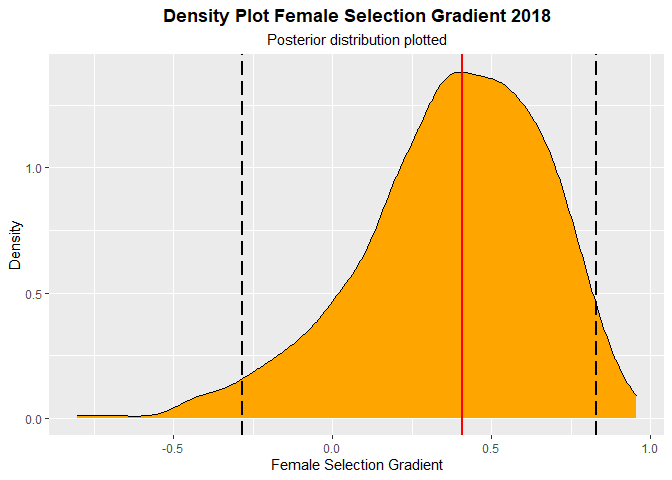 Density Plot Female Selection Gradient 2018
Posterior distribution plotted
Density
1.0
0.5
0.0
-0.5
0.0
0.5
1.0
Female Selection Gradient